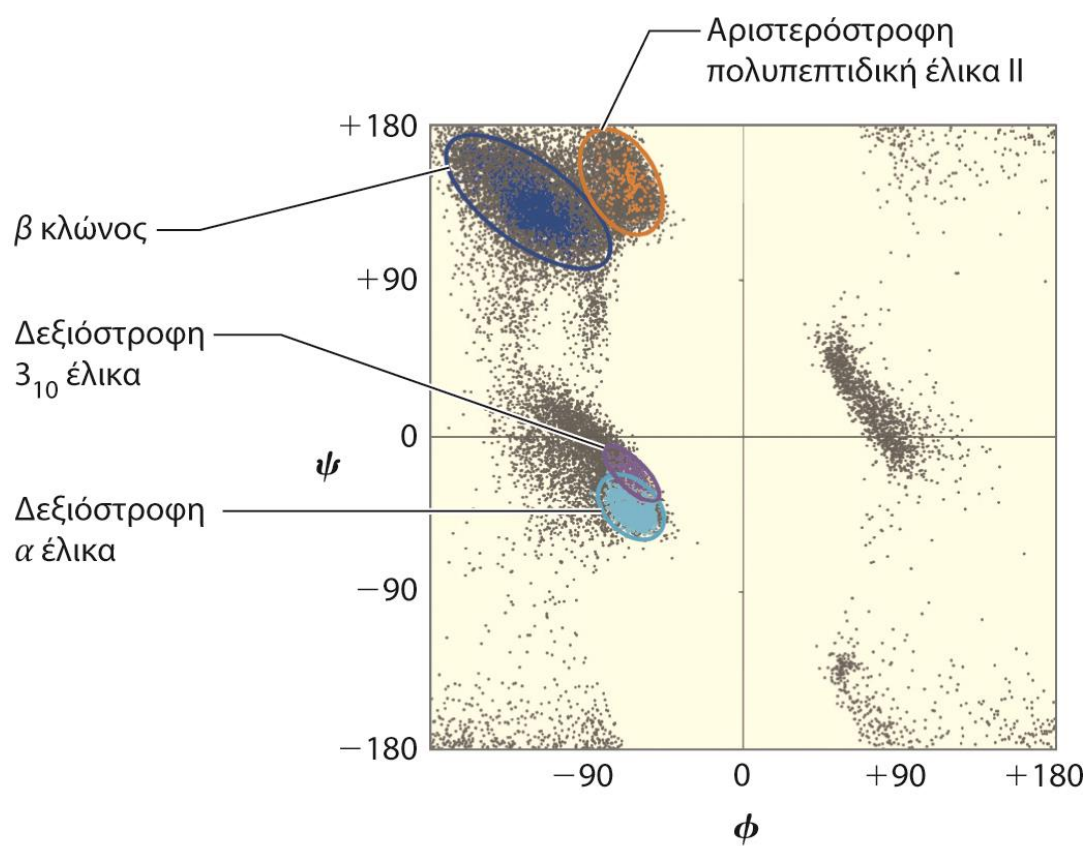 Αριστερόστροφη
πολυπεπτιδική έλικα II
+180
β κλώνος
+90
Δεξιόστροφη
3₁₀ έλικα
0
ψ
Δεξιόστροφη
α έλικα
−90
−180
−90 0 +90 +180
ϕ